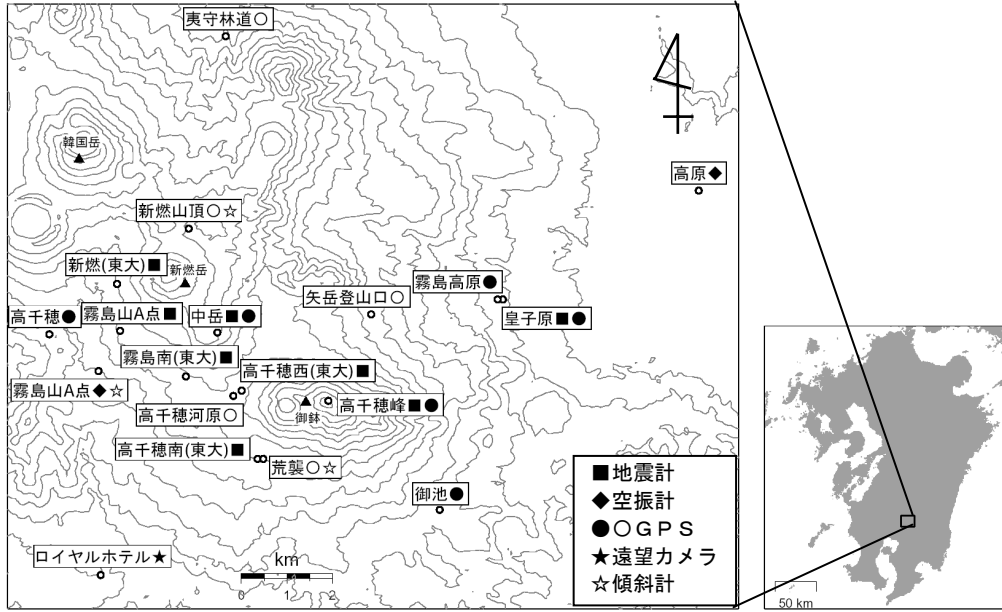 夷守林道○
韓国岳
高原◆
新燃山頂○☆
新燃(東大)■
新燃岳
霧島高原●
矢岳登山口○
高千穂●
霧島山A点■
中岳■●
皇子原■●
霧島南(東大)■
高千穂西(東大)■
霧島山A点◆☆
高千穂河原○
御鉢
高千穂峰■●
高千穂南(東大)■
荒襲○☆
御池●
■地震計
◆空振計
●○GPS
★遠望カメラ
☆傾斜計
ロイヤルホテル★
km
0 1 2
50 km